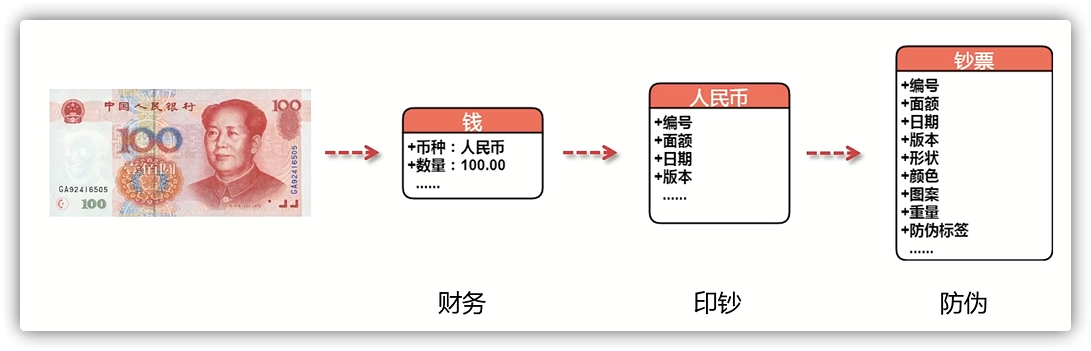 中国人民银行
100
100
壹佰圆
GA92416505
100
GA92416505
钱
+币种：人民币
+数量：100.00
......
人民币
+编号
+面额
+日期
+版本
......
钞票
+编号
+面额
+日期
+版本
+形状
+颜色
+图案
+重量
+防伪标签
......
财务
印钞
防伪